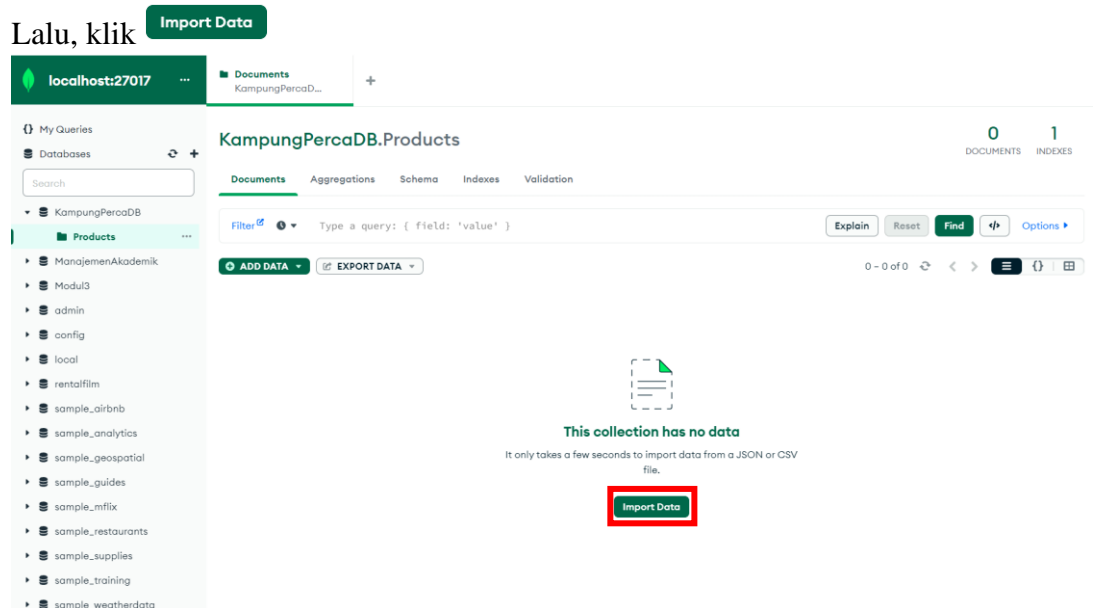 Lalu, klik Import Data
localhost:27017 ...
Documents
KampungPercaD...
+
{} My Queries
Databases
+
Search
KampungPercaDB
Products ...
ManajemenAkademik
Modul3
admin
config
local
rentalfilm
sample_airbnb
sample_analytics
sample_geospatial
sample_guides
sample_mflix
sample_restaurants
sample_supplies
sample_training
sample_weatherdata
KampungPercaDB.Products
0 DOCUMENTS
1 INDEXES
Documents Aggregations Schema Indexes Validation
Filter Type a query: { field: 'value' } Explain Reset Find </> Options
ADD DATA EXPORT DATA 0 – 0 of 0 {}
This collection has no data
It only takes a few seconds to import data from a JSON or CSV
file.
Import Data